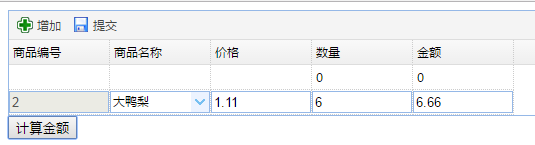 增加 提交
商品编号 商品名称 价格 数量 金额
0 0
2 大鸭梨 1.11 6 6.66
计算金额